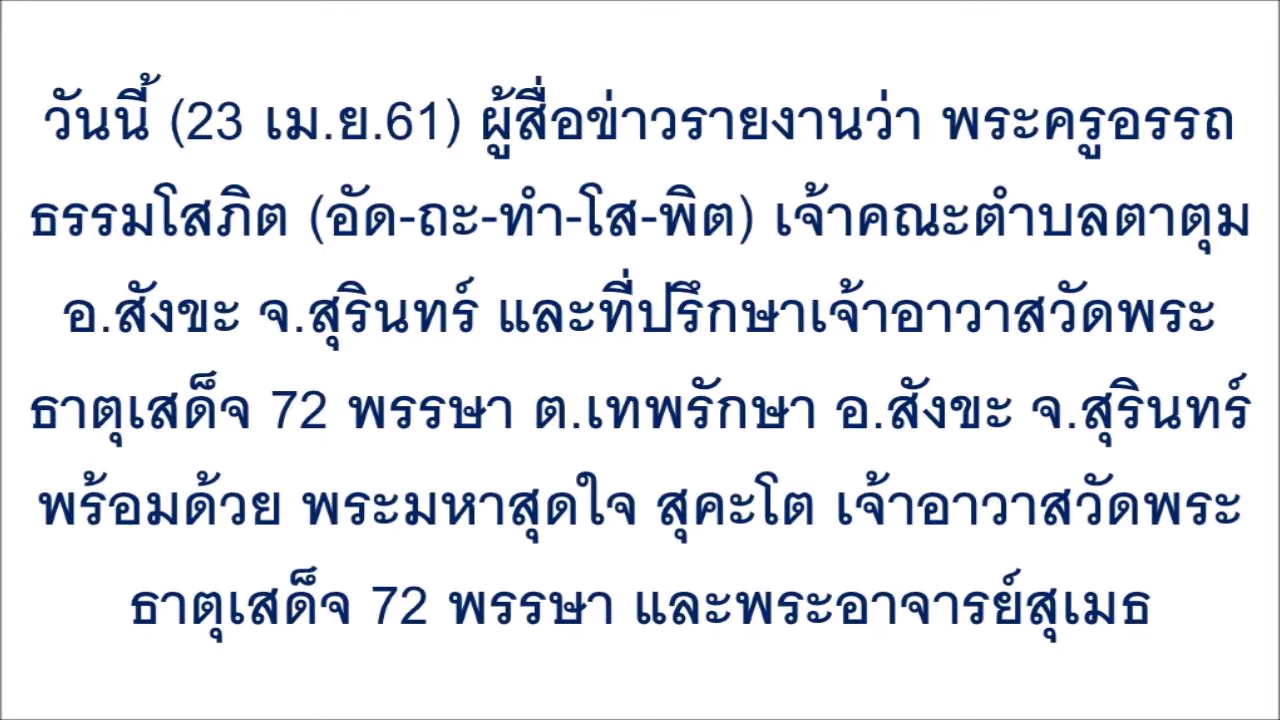 วันนี้ (23 เม.ย.61) ผู้สื่อข่าวรายงานว่า พระครูอรรถ
ธรรมโสภิต (อัด-ถะ-ทำ-โส-พิต) เจ้าคณะตำบลตาตุม
อ.สังขะ จ.สุรินทร์ และที่ปรึกษาเจ้าอาวาสวัดพระ
ธาตุเสด็จ 72 พรรษา ต.เทพรักษา อ.สังขะ จ.สุรินทร์
พร้อมด้วย พระมหาสุดใจ สุคะโต เจ้าอาวาสวัดพระ
ธาตุเสด็จ 72 พรรษา และพระอาจารย์สุเมธ